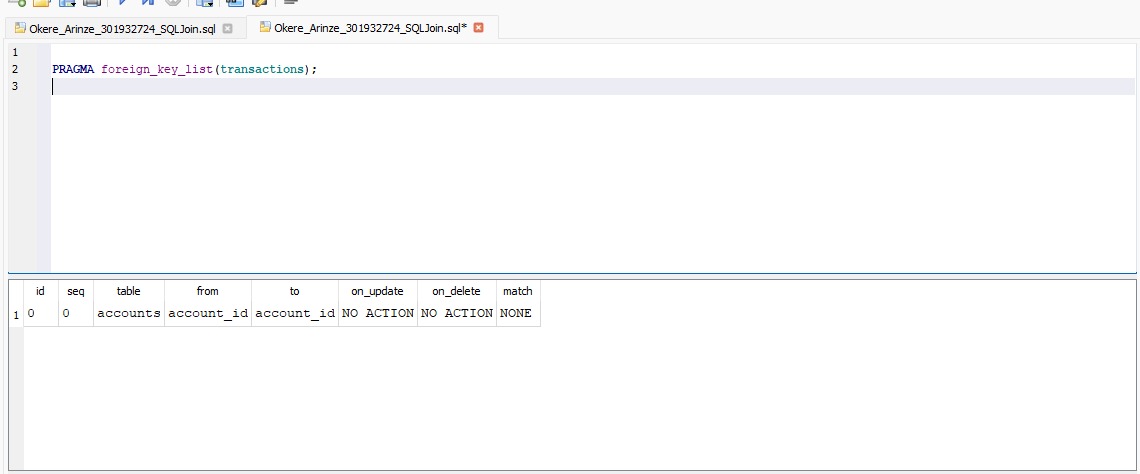 Okere_Arinze_301932724_SQLJoin.sql Okere_Arinze_301932724_SQLJoin.sql*
1
2 PRAGMA foreign_key_list(transactions);
3
id seq table from to on_update on_delete match
1 0 0 accounts account_id account_id NO ACTION NO ACTION NONE